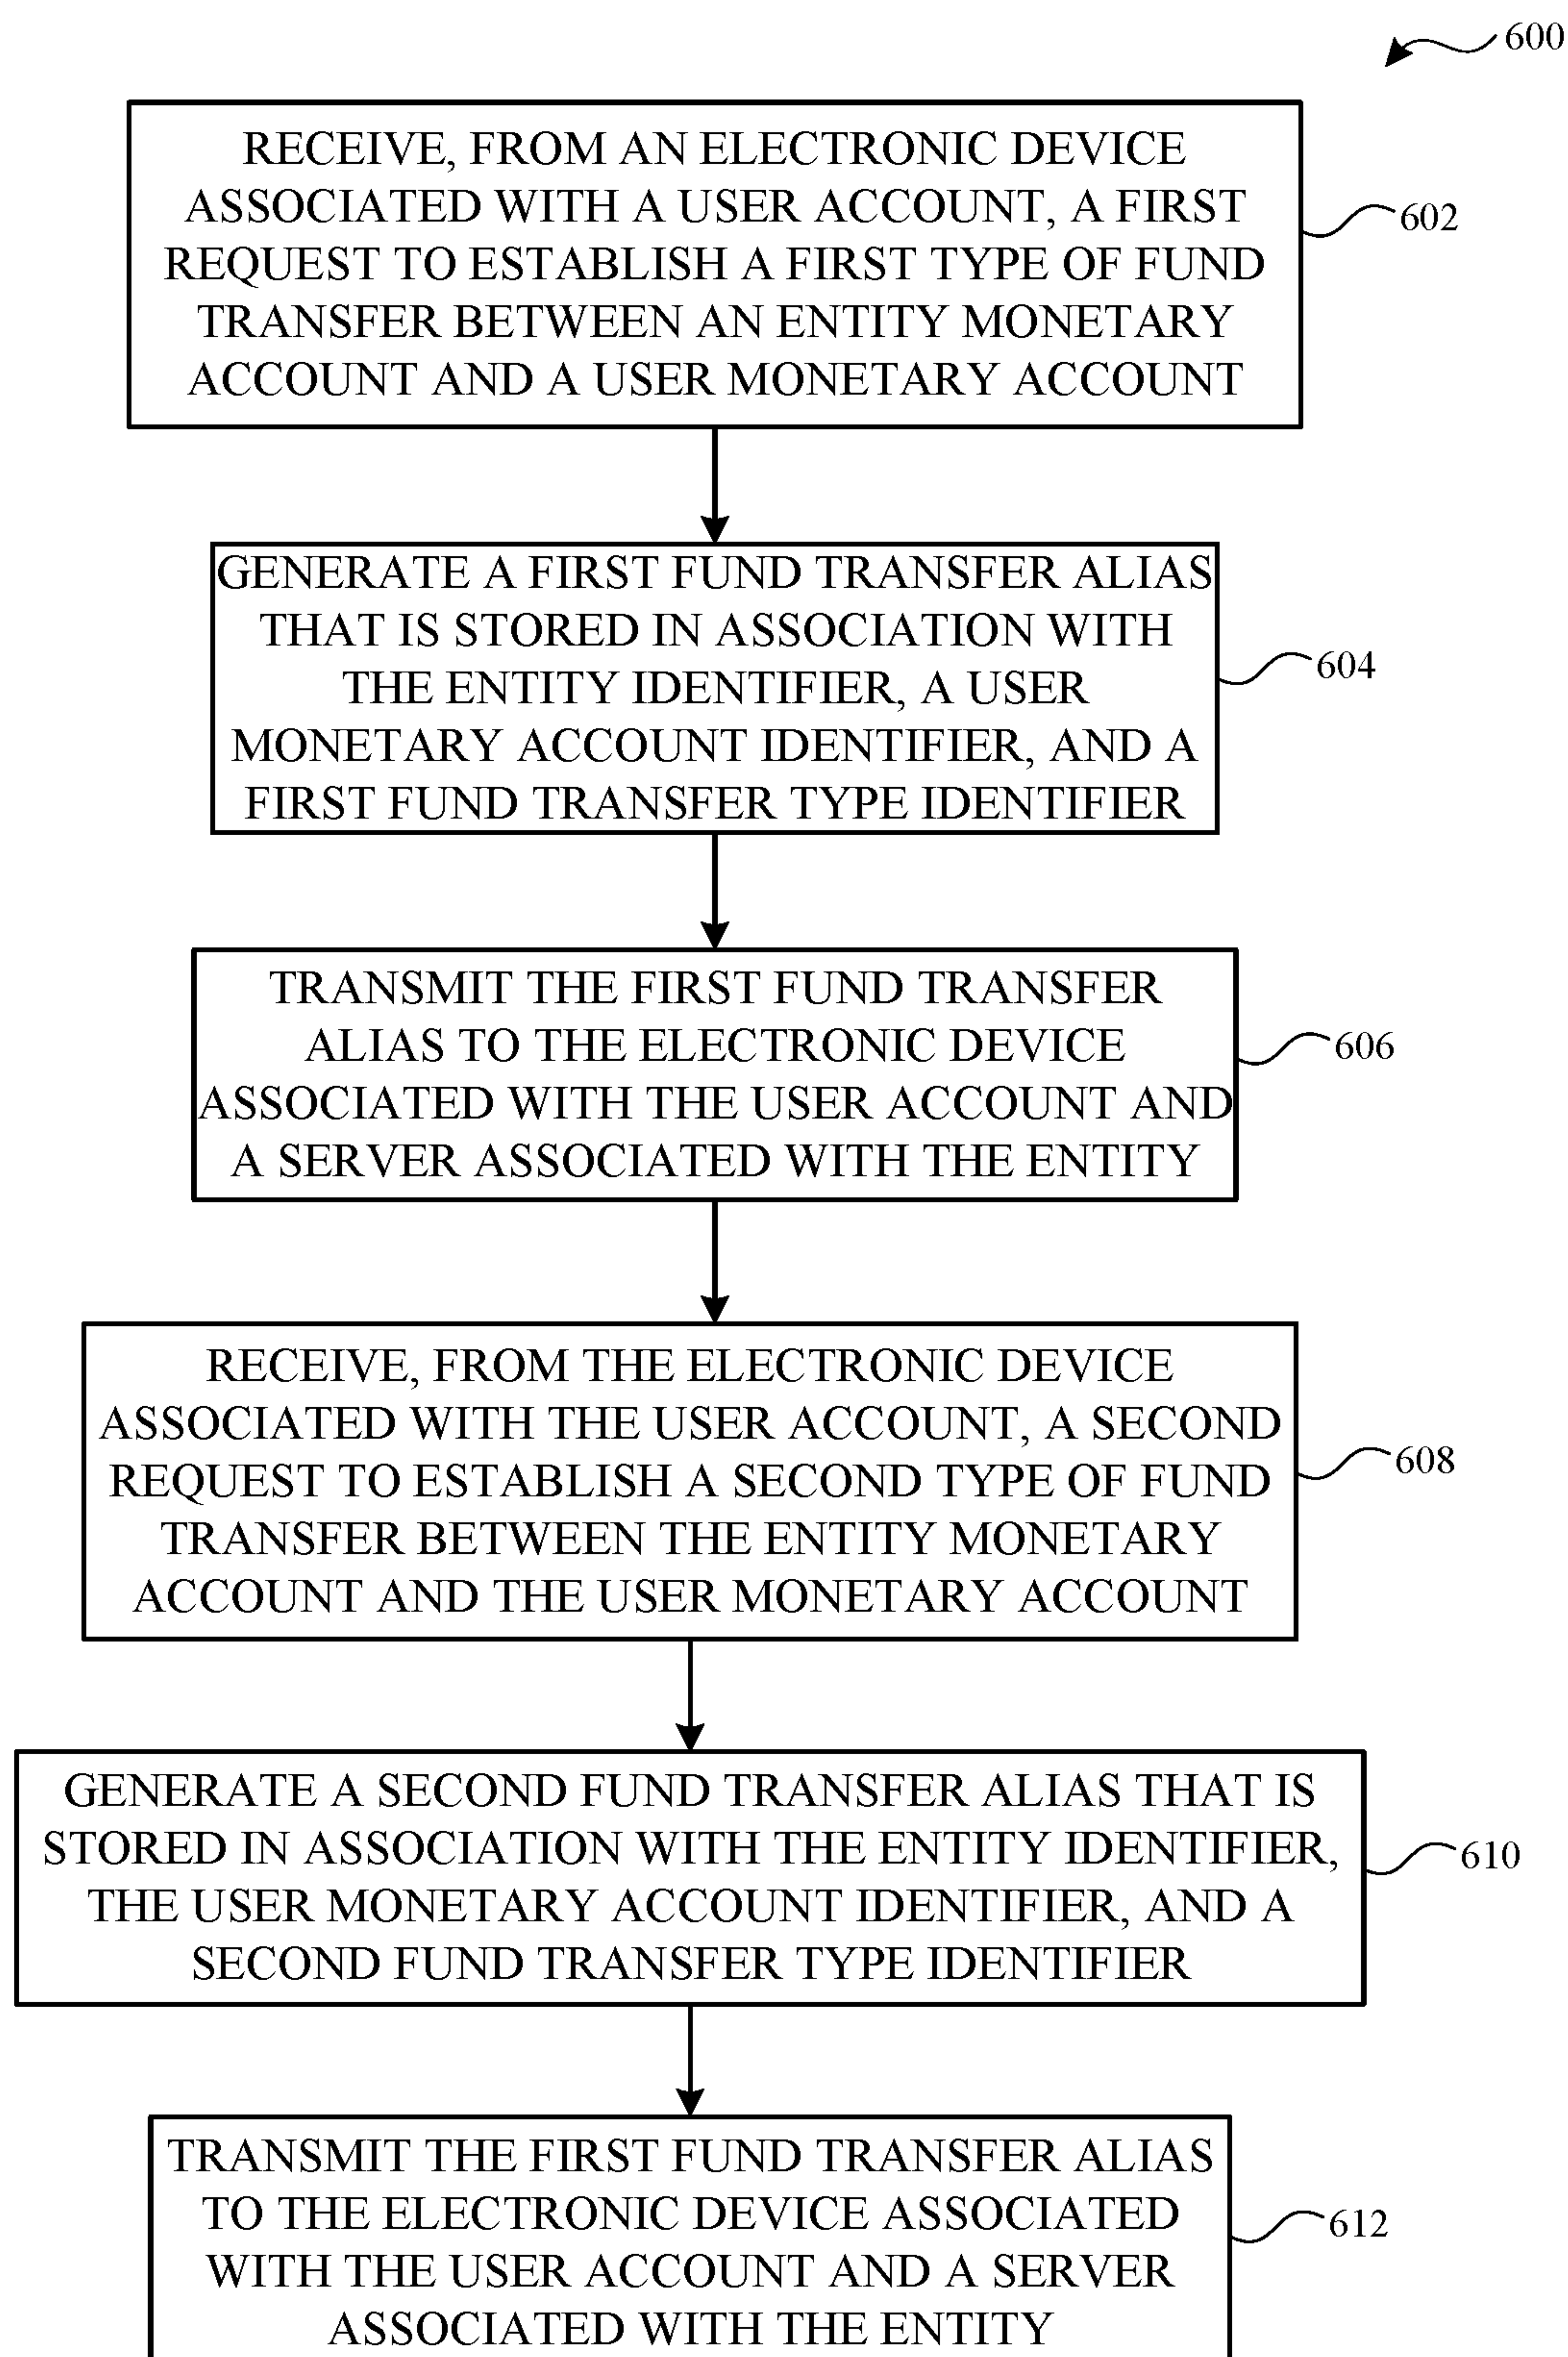 600
RECEIVE, FROM AN ELECTRONIC DEVICE
ASSOCIATED WITH A USER ACCOUNT, A FIRST
REQUEST TO ESTABLISH A FIRST TYPE OF FUND
TRANSFER BETWEEN AN ENTITY MONETARY
ACCOUNT AND A USER MONETARY ACCOUNT
602
GENERATE A FIRST FUND TRANSFER ALIAS
THAT IS STORED IN ASSOCIATION WITH
THE ENTITY IDENTIFIER, A USER
MONETARY ACCOUNT IDENTIFIER, AND A
FIRST FUND TRANSFER TYPE IDENTIFIER
604
TRANSMIT THE FIRST FUND TRANSFER
ALIAS TO THE ELECTRONIC DEVICE
ASSOCIATED WITH THE USER ACCOUNT AND
A SERVER ASSOCIATED WITH THE ENTITY
606
RECEIVE, FROM THE ELECTRONIC DEVICE
ASSOCIATED WITH THE USER ACCOUNT, A SECOND
REQUEST TO ESTABLISH A SECOND TYPE OF FUND
TRANSFER BETWEEN THE ENTITY MONETARY
ACCOUNT AND THE USER MONETARY ACCOUNT
608
GENERATE A SECOND FUND TRANSFER ALIAS THAT IS
STORED IN ASSOCIATION WITH THE ENTITY IDENTIFIER,
THE USER MONETARY ACCOUNT IDENTIFIER, AND A
SECOND FUND TRANSFER TYPE IDENTIFIER
610
TRANSMIT THE FIRST FUND TRANSFER ALIAS
TO THE ELECTRONIC DEVICE ASSOCIATED
WITH THE USER ACCOUNT AND A SERVER
ASSOCIATED WITH THE ENTITY
612